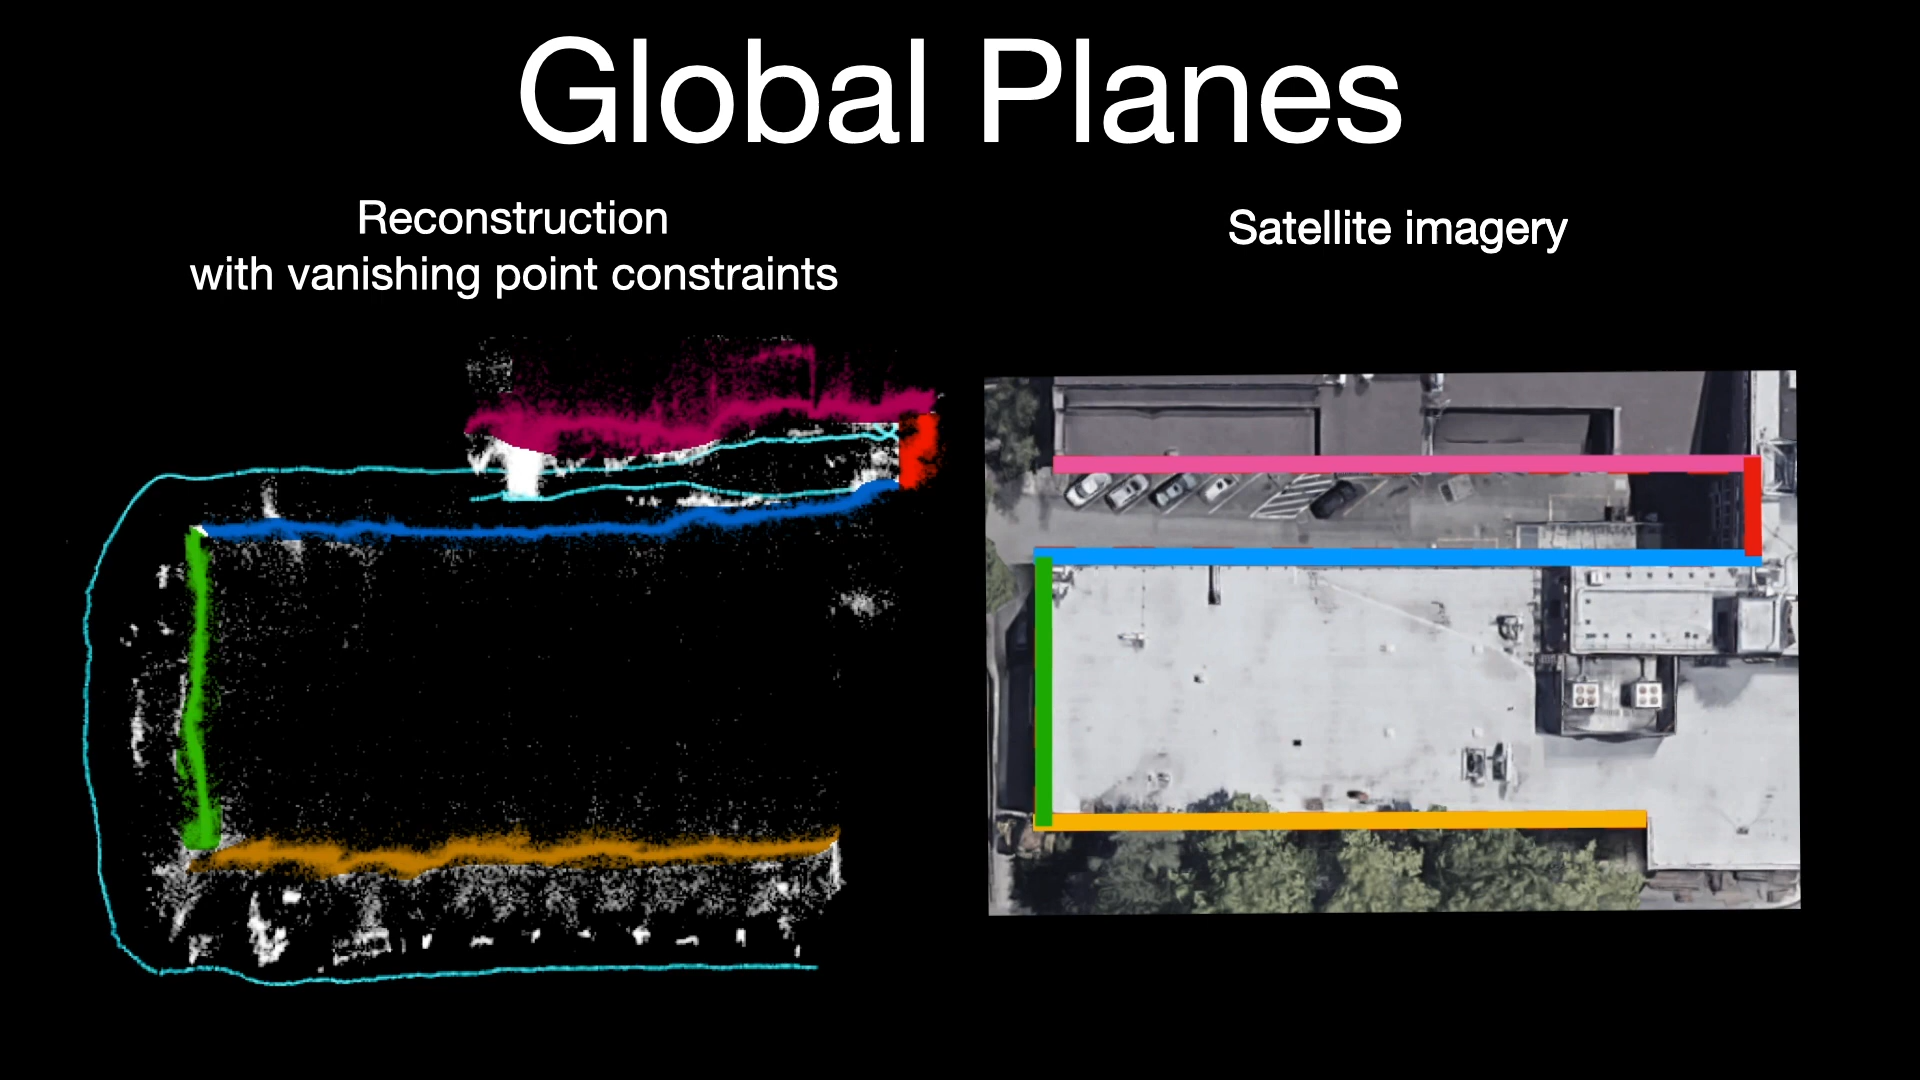 Global Planes
Reconstruction
with vanishing point constraints
Satellite imagery